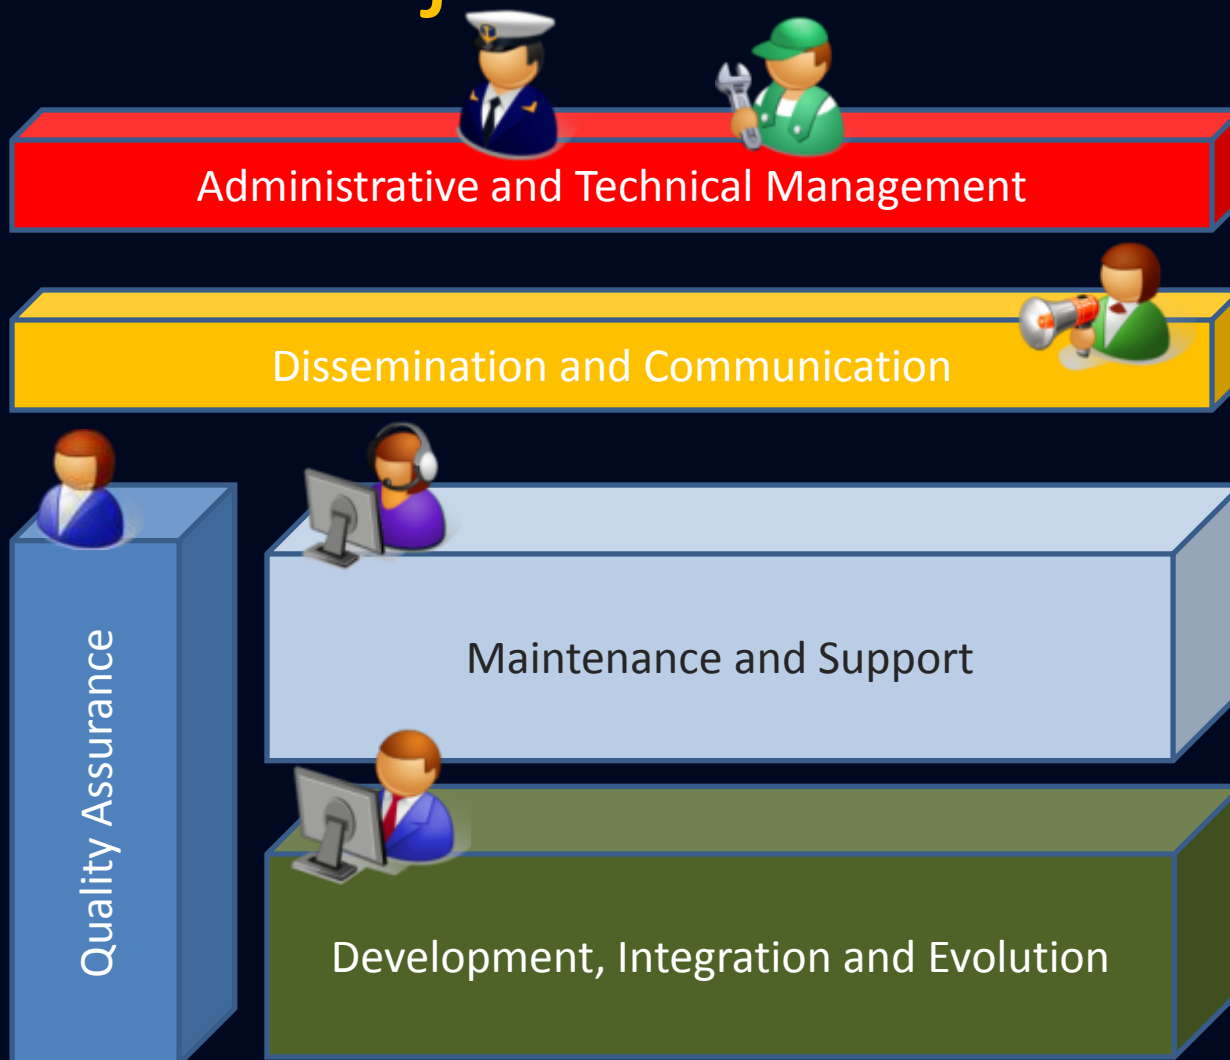 Administrative and Technical Management
Dissemination and Communication
Quality Assurance
Maintenance and Support
Development, Integration and Evolution